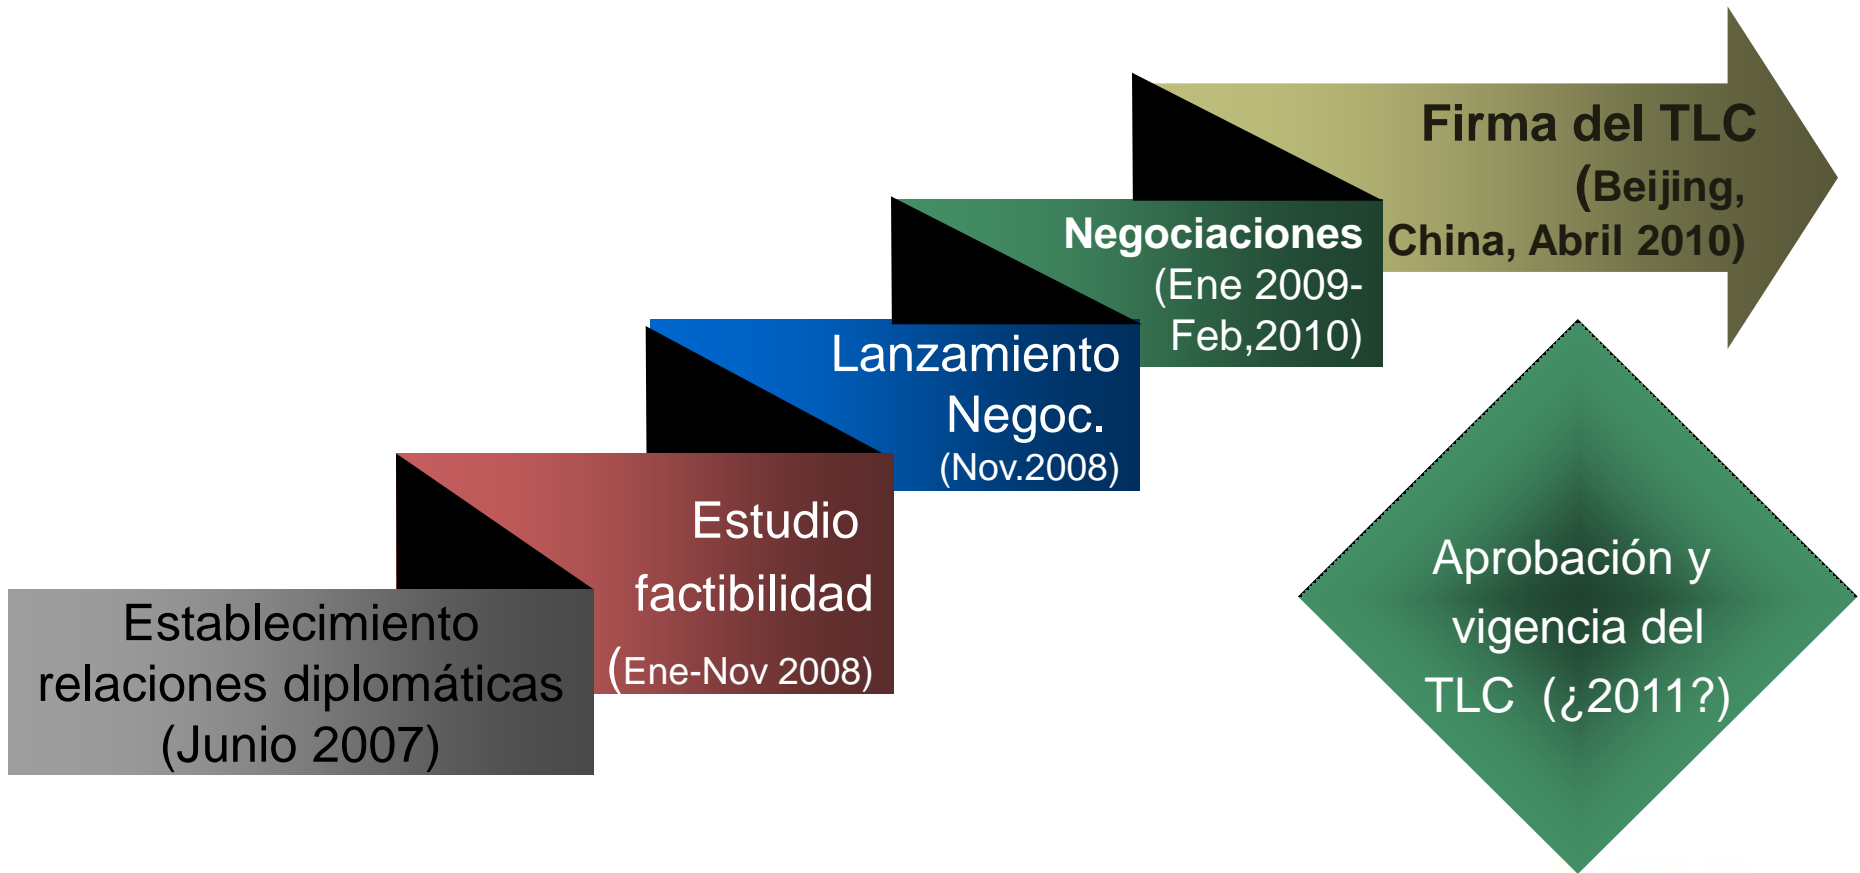 Establecimiento
relaciones diplomáticas
(Junio 2007)
Estudio
factibilidad
(Ene-Nov 2008)
Lanzamiento
Negoc.
(Nov.2008)
Negociaciones
(Ene 2009-
Feb,2010)
Firma del TLC
(Beijing,
China, Abril 2010)
Aprobación y
vigencia del
TLC (¿2011?)